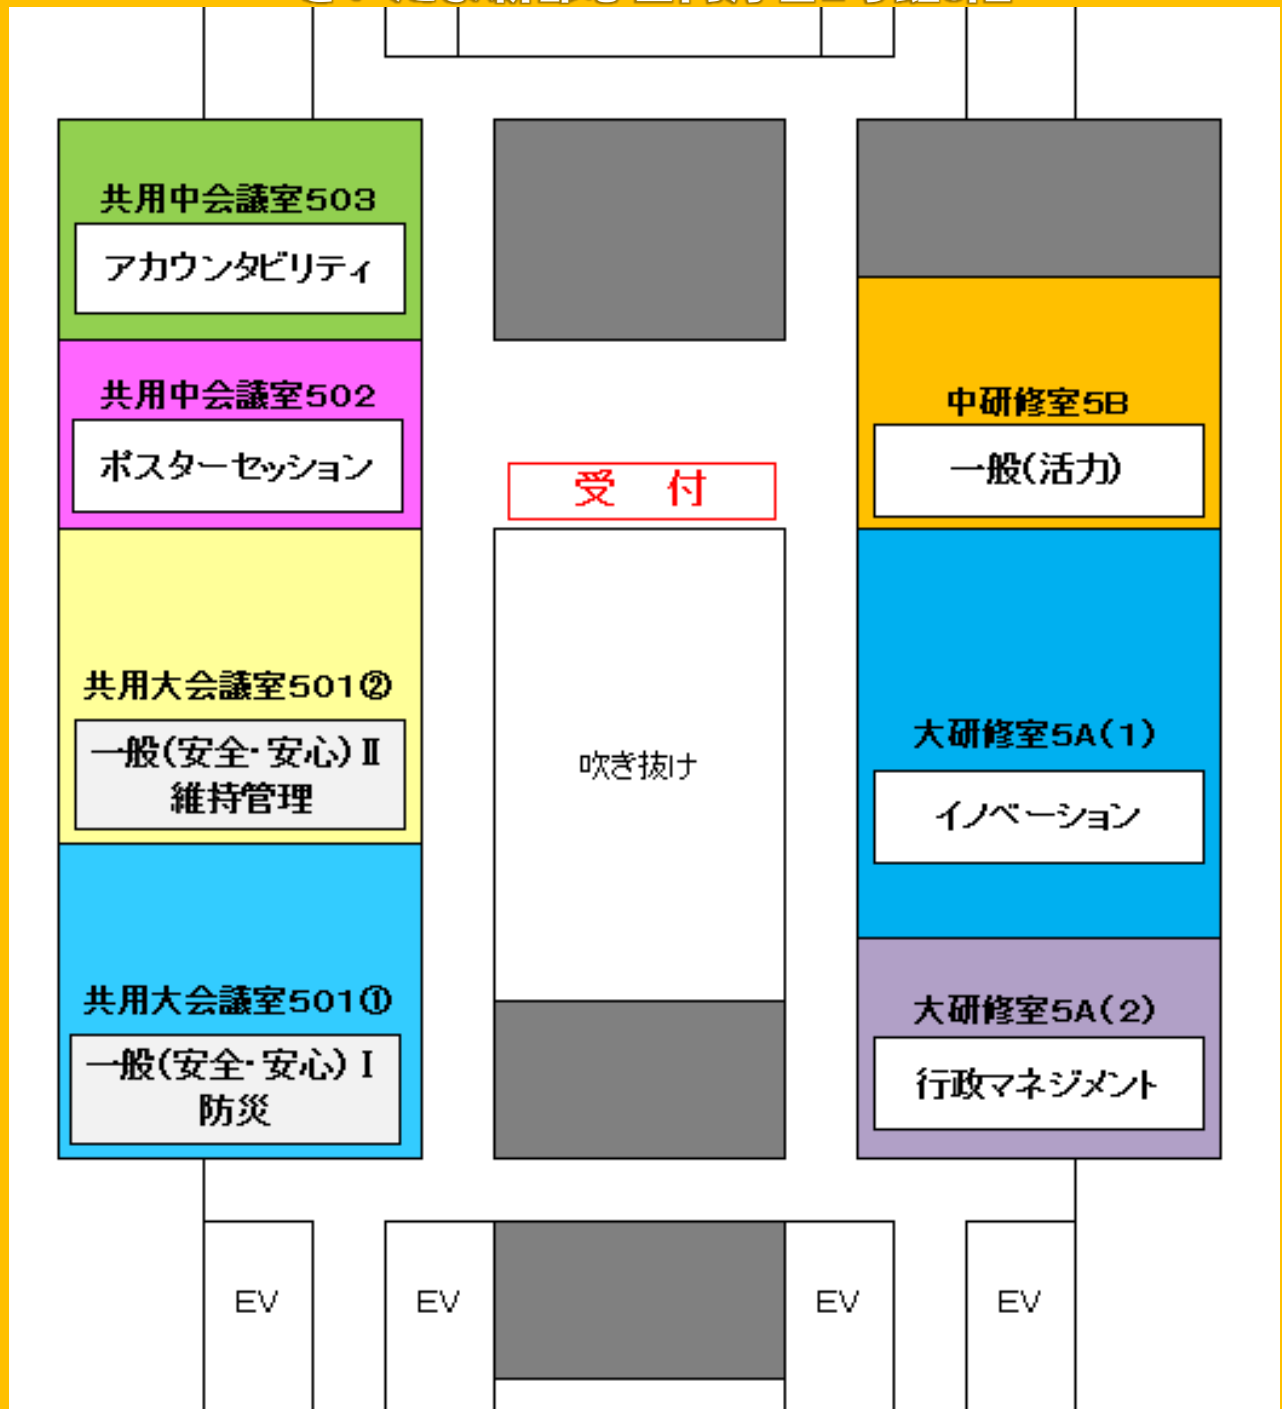 共用中会議室503
アカウンタビリティ
共用中会議室502
ポスターセッション
共用大会議室501②
一般(安全・安心)Ⅱ
維持管理
共用大会議室501①
一般(安全・安心)Ⅰ
防災
受　付
吹き抜け
中研修室5B
一般(活力)
大研修室5A(1)
イノベーション
大研修室5A(2)
行政マネジメント
EV
EV
EV
EV